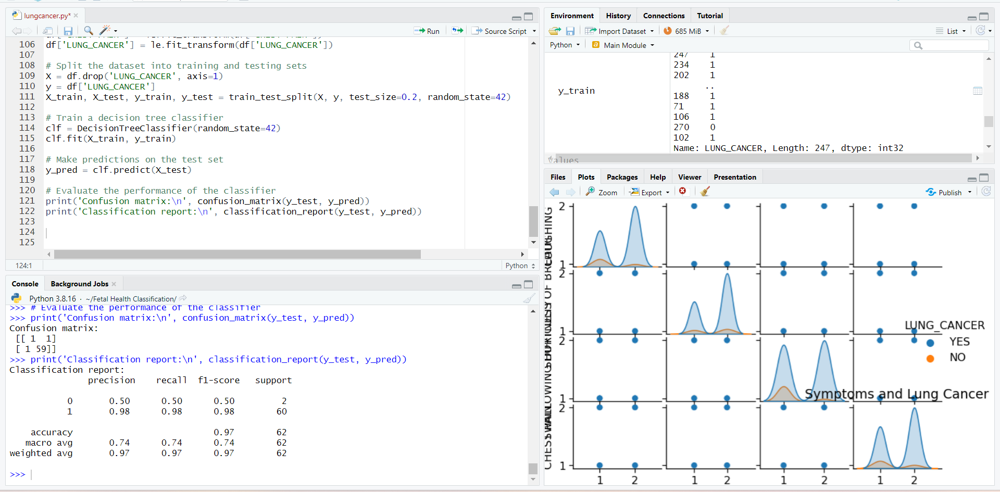 lungcancer.py*
Run
Source Script
106 df['LUNG_CANCER'] = le.fit_transform(df['LUNG_CANCER'])
107
108 # Split the dataset into training and testing sets
109 X = df.drop('LUNG_CANCER', axis=1)
110 y = df['LUNG_CANCER']
111 X_train, X_test, y_train, y_test = train_test_split(X, y, test_size=0.2, random_state=42)
112
113 # Train a decision tree classifier
114 clf = DecisionTreeClassifier(random_state=42)
115 clf.fit(X_train, y_train)
116
117 # Make predictions on the test set
118 y_pred = clf.predict(X_test)
119
120 # Evaluate the performance of the classifier
121 print('Confusion matrix:\n', confusion_matrix(y_test, y_pred))
122 print('Classification report:\n', classification_report(y_test, y_pred))
123
124
125
124:1
Python
Console Background Jobs
Python 3.8.16 · ~/Fetal Health Classification/
>>> # Evaluate the performance of the classifier
>>> print('Confusion matrix:\n', confusion_matrix(y_test, y_pred))
Confusion matrix:
[[ 1  1]
[ 1 59]]
>>> print('Classification report:\n', classification_report(y_test, y_pred))
Classification report:
precision recall f1-score support
0 0.50 0.50 0.50 2
1 0.98 0.98 0.98 60
accuracy 0.97 62
macro avg 0.74 0.74 0.74 62
weighted avg 0.97 0.97 0.97 62
>>>
Environment History Connections Tutorial
Import Dataset 685 MiB List
Python Main Module
247 1
234 1
202 1
..
y_train
188 1
71 1
106 1
270 0
102 1
Name: LUNG_CANCER, Length: 247, dtype: int32
Values
Files Plots Packages Help Viewer Presentation
Zoom Export Publish
2
1
2
1
2
1
2
1
COUGHING
LUNG_CANCER
YES
NO
Symptoms and Lung Cancer
1 2 1 2 1 2 1 2